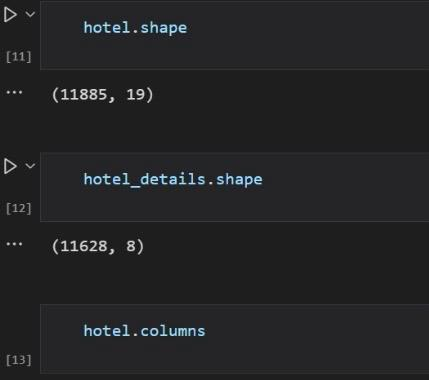 hotel.shape
[11]
... (11885, 19)
hotel_details.shape
[12]
... (11628, 8)
hotel.columns
[13]